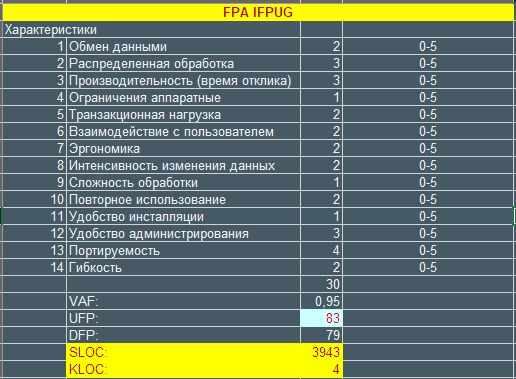 FPA IFPUG
Характеристики
1 Обмен данными 2 0-5
2 Распределенная обработка 3 0-5
3 Производительность (время отклика) 3 0-5
4 Ограничения аппаратные 1 0-5
5 Транзакционная нагрузка 2 0-5
6 Взаимодействие с пользователем 2 0-5
7 Эргономика 2 0-5
8 Интенсивность изменения данных 2 0-5
9 Сложность обработки 1 0-5
10 Повторное использование 2 0-5
11 Удобство инсталляции 1 0-5
12 Удобство администрирования 3 0-5
13 Портируемость 4 0-5
14 Гибкость 2 0-5
30
VAF: 0,95
UFP: 83
DFP: 79
SLOC: 3943
KLOC: 4